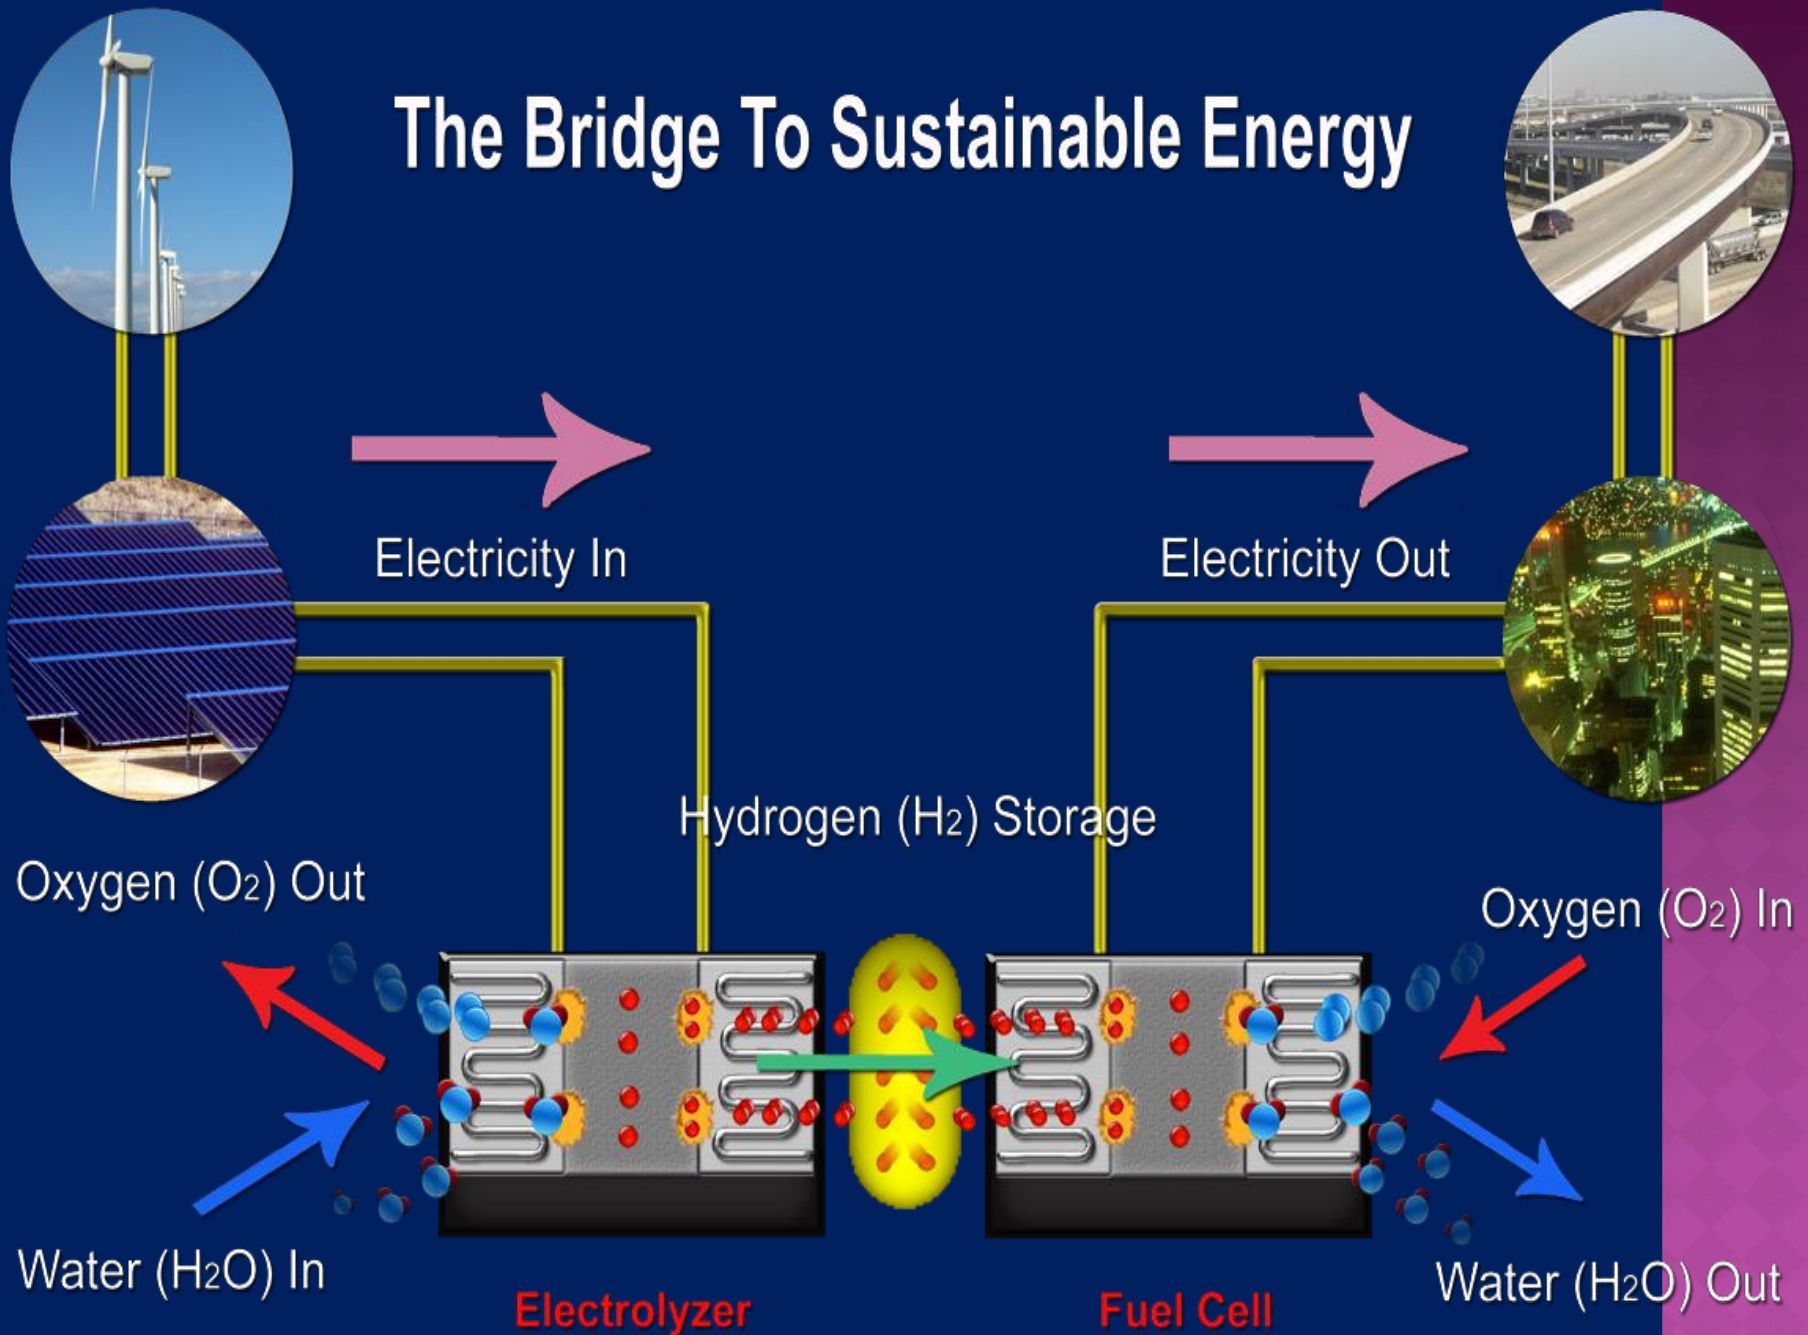 The Bridge To Sustainable Energy
Electricity In
Electricity Out
Hydrogen (H2) Storage
Oxygen (O2) Out
Oxygen (O2) In
Water (H2O) In
Water (H2O) Out
Electrolyzer
Fuel Cell